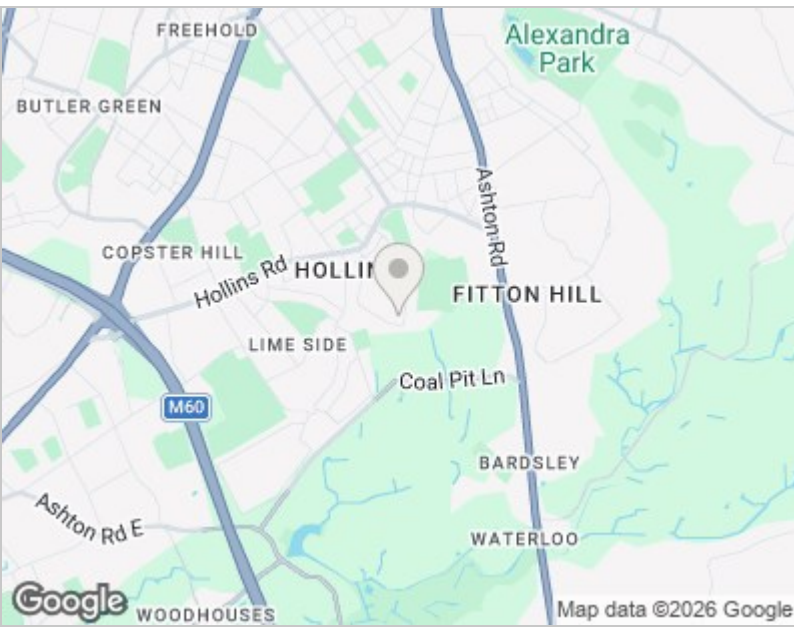 FREEHOLD
Alexandra
Park
BUTLER GREEN
Ashton Rd
COPSTER HILL
Hollins Rd
HOLLIN
FITTON HILL
LIME SIDE
Coal Pit Ln
M60
BARDSLEY
Ashton Rd E
WATERLOO
Google
WOODHOUSES
Map data ©2026 Google